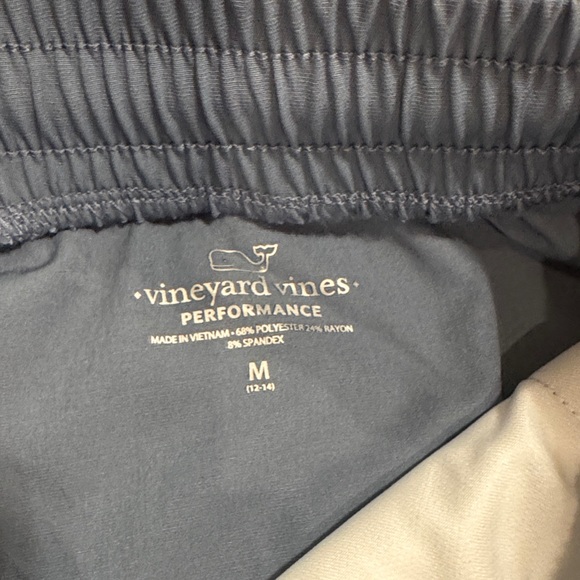 vineyard vines
PERFORMANCE
MADE IN VIETNAM • 68% POLYESTER 24% RAYON
8% SPANDEX
M
(12-14)